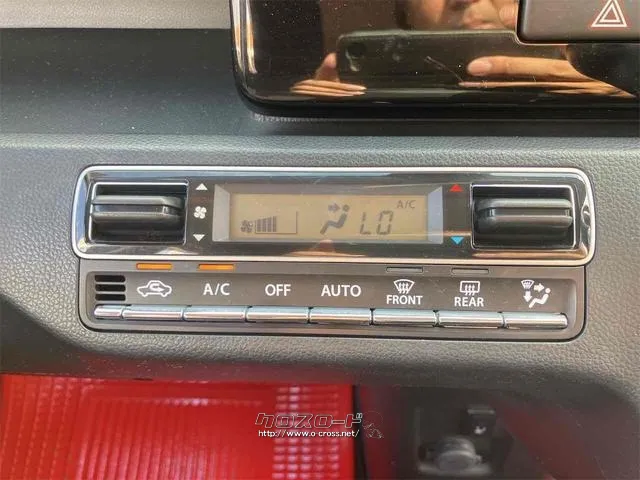 A/C
LO
A/C
OFF
AUTO
FRONT
REAR
クロスロード
http://www.o-cross.net/